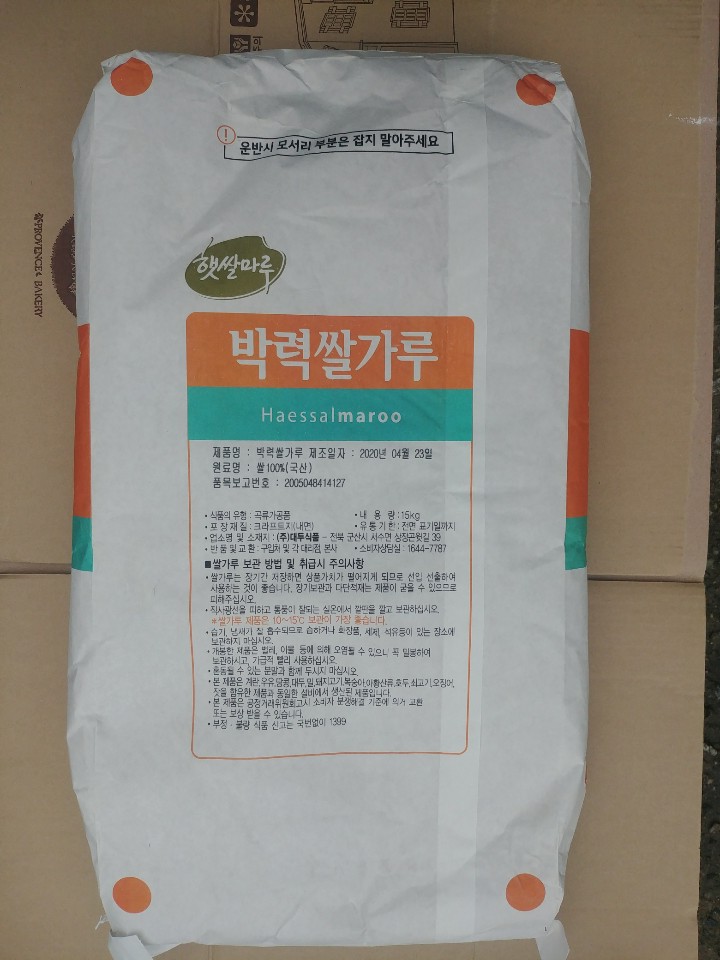 주의
PROVENCE & BAKERY
! 운반시 모서리 부분은 잡지 말아주세요
햇쌀마루
박력쌀가루
Haessalmaroo
제품명 : 박력쌀가루 제조일자 : 2020년 04월 23일
원료명 : 쌀100%(국산)
품목보고번호 : 2005048414127
• 식품의 유형 : 곡류가공품 • 내 용 량 : 15kg
• 포 장 재 질 : 크라프트지(내면) • 유 통 기 한 : 전면 표기일까지
• 업소명 및 소재지 : (주)대두식품 - 전북 군산시 서수면 상장곤윗길 39
• 반 품 및 교 환 : 구입처 및 각 대리점, 본사 • 소비자상담실 : 1644-7787
■쌀가루 보관 방법 및 취급시 주의사항
• 쌀가루는 장기간 저장하면 상품가치가 떨어지게 되므로 선입 선출하여
사용하는 것이 좋습니다. 장기보관과 다단적재는 제품이 굳을 수 있으므로
피해주십시오.
• 직사광선을 피하고 통풍이 잘되는 실온에서 깔판을 깔고 보관하십시오.
※쌀가루 제품은 10~15℃ 보관이 가장 좋습니다.
• 습기, 냄새가 잘 흡수되므로 습하거나 화장품, 세제, 석유등이 있는 장소에
보관하지 마십시오.
• 개봉한 제품은 벌레, 이물 등에 의해 오염될 수 있으니 꼭 밀봉하여
보관하시고, 가급적 빨리 사용하십시오.
• 혼동될 수 있는 분말과 함께 두시지 마십시오.
• 본 제품은 계란,우유,땅콩,대두,밀,돼지고기,복숭아,아황산류,호두,쇠고기,오징어,
잣을 함유한 제품과 동일한 설비에서 생산된 제품입니다.
• 본 제품은 공정거래위원회고시 소비자 분쟁해결 기준에 의거 교환
또는 보상 받을 수 있습니다.
• 부정 · 불량 식품 신고는 국번없이 1399